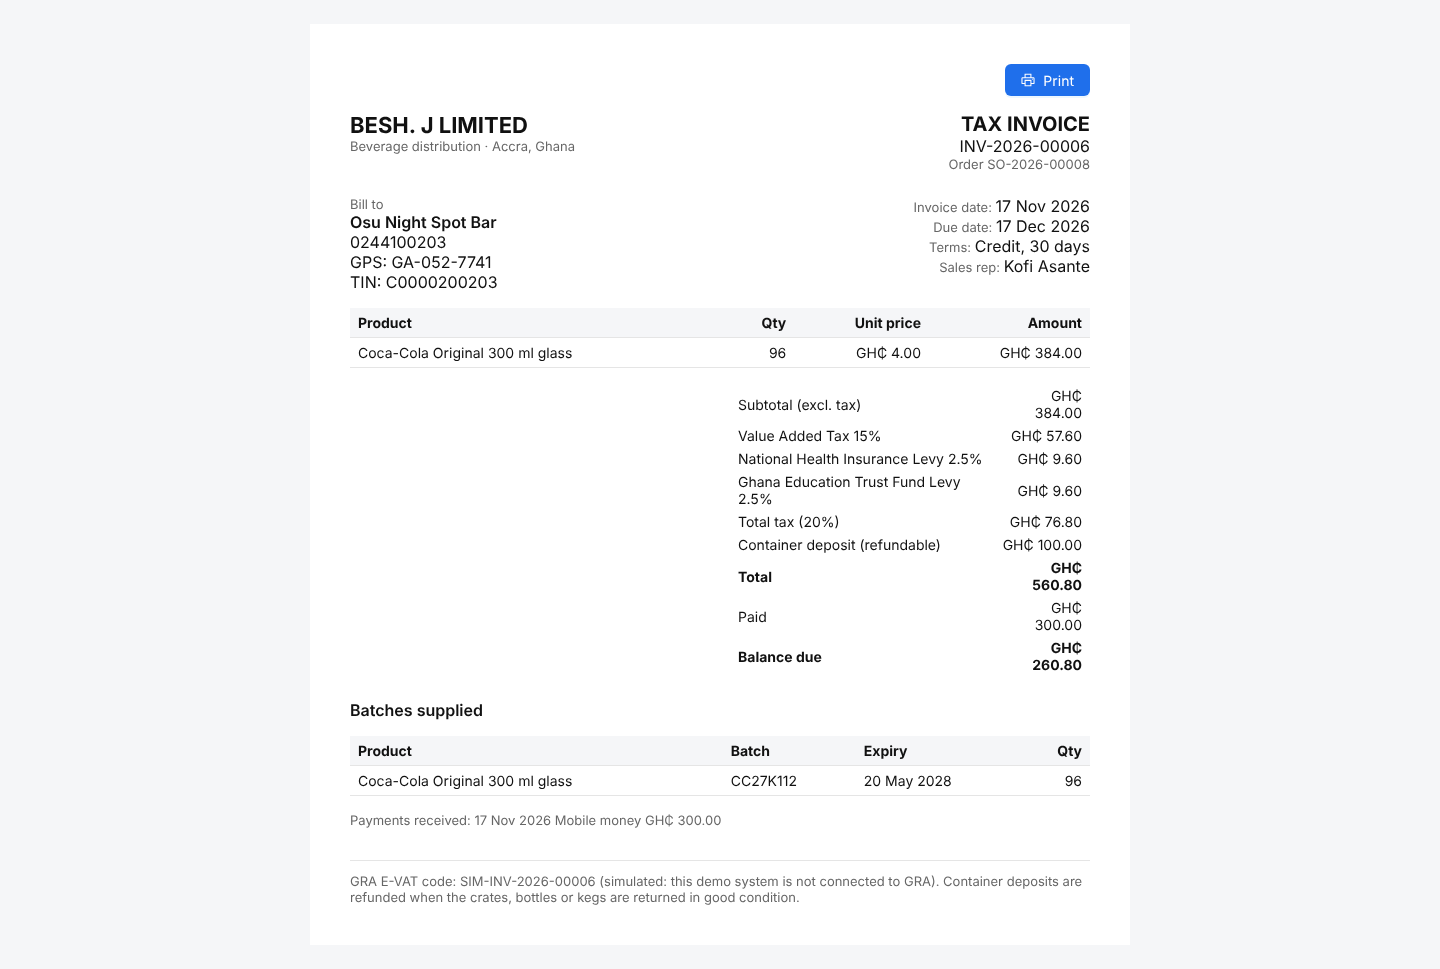 Print
BESH. J LIMITED
Beverage distribution · Accra, Ghana
TAX INVOICE
INV-2026-00006
Order SO-2026-00008
Bill to
Osu Night Spot Bar
0244100203
GPS: GA-052-7741
TIN: C0000200203
Invoice date: 17 Nov 2026
Due date: 17 Dec 2026
Terms: Credit, 30 days
Sales rep: Kofi Asante
Product Qty Unit price Amount
Coca-Cola Original 300 ml glass 96 GH₵ 4.00 GH₵ 384.00
Subtotal (excl. tax) GH₵ 384.00
Value Added Tax 15% GH₵ 57.60
National Health Insurance Levy 2.5% GH₵ 9.60
Ghana Education Trust Fund Levy 2.5% GH₵ 9.60
Total tax (20%) GH₵ 76.80
Container deposit (refundable) GH₵ 100.00
Total GH₵ 560.80
Paid GH₵ 300.00
Balance due GH₵ 260.80
Batches supplied
Product Batch Expiry Qty
Coca-Cola Original 300 ml glass CC27K112 20 May 2028 96
Payments received: 17 Nov 2026 Mobile money GH₵ 300.00
GRA E-VAT code: SIM-INV-2026-00006 (simulated: this demo system is not connected to GRA). Container deposits are
refunded when the crates, bottles or kegs are returned in good condition.